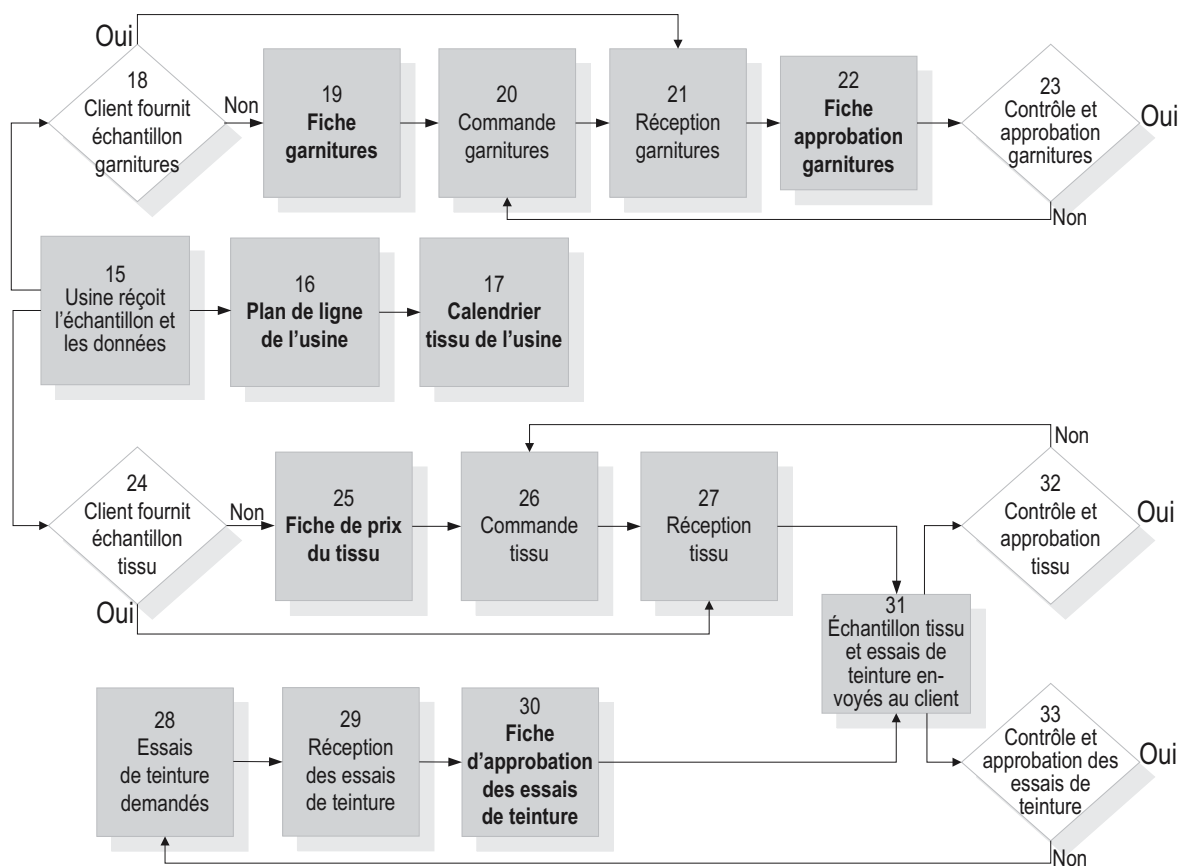 Oui
18
Client fournit
échantillon
garnitures
Non
19
Fiche
garnitures
20
Commande
garnitures
21
Réception
garnitures
22
Fiche
approbation
garnitures
23
Contrôle et
approbation
garnitures
Oui
Non
15
Usine réçoit
l'échantillon et
les données
16
Plan de ligne
de l'usine
17
Calendrier
tissu de l'usine
24
Client fournit
échantillon
tissu
Non
Oui
25
Fiche de prix
du tissu
26
Commande
tissu
27
Réception
tissu
Non
32
Contrôle et
approbation
tissu
Oui
31
Échantillon tissu
et essais de
teinture en-
voyés au client
28
Essais
de teinture
demandés
29
Réception
des essais
de teinture
30
Fiche
d'approbation
des essais
de teinture
33
Contrôle et
approbation des
essais de
teinture
Oui
Non